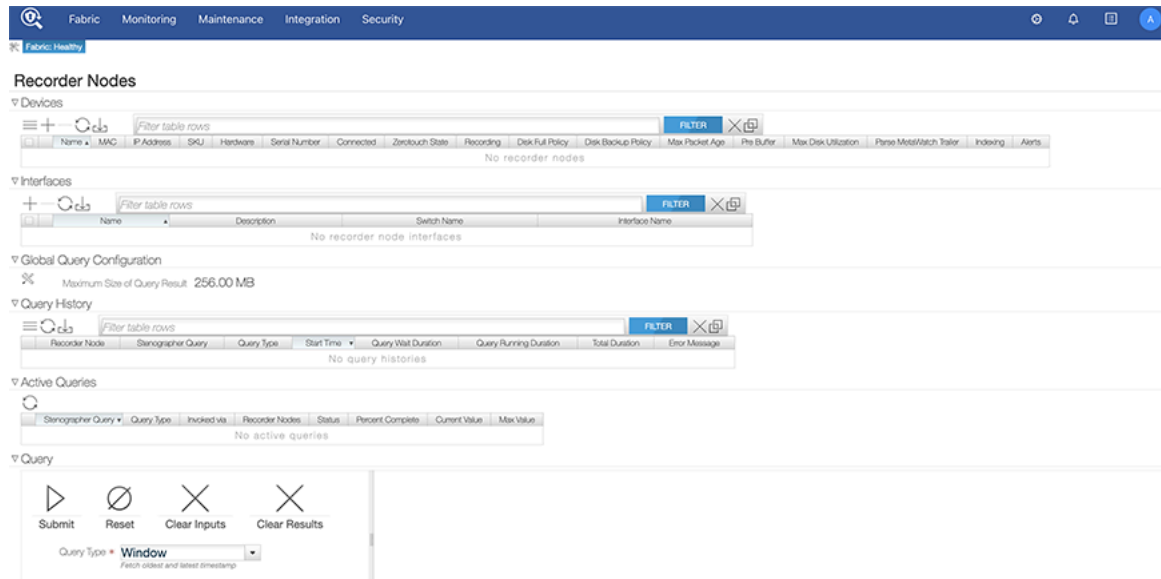 Fabric Monitoring Maintenance Integration Security A
Fabric: Healthy
Recorder Nodes
Devices
Filter table rows FILTER
Name MAC IP Address SKU Hardware Serial Number Connected Zerotouch State Recording Disk Full Policy Disk Backup Policy Max Packet Age Pre Buffer Max Disk Utilization Parse MetaWatch Trailer Indexing Alerts
No recorder nodes
Interfaces
Filter table rows FILTER
Name Description Switch Name Interface Name
No recorder node interfaces
Global Query Configuration
Maximum Size of Query Result 256.00 MB
Query History
Filter table rows FILTER
Recorder Node Stenographer Query Query Type Start Time Query Wait Duration Query Running Duration Total Duration Error Message
No query histories
Active Queries
Stenographer Query Query Type Invoked via Recorder Nodes Status Percent Complete Current Value Max Value
No active queries
Query
Submit Reset Clear Inputs Clear Results
Query Type * Window
Fetch oldest and latest timestamp